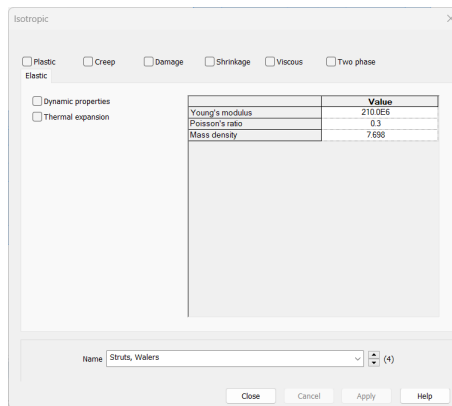 Isotropic
Plastic Creep Damage Shrinkage Viscous Two phase
Elastic
Dynamic properties
Thermal expansion
Value
Young's modulus 210.0E6
Poisson's ratio 0.3
Mass density 7.698
Name Struts, Walers (4)
Close Cancel Apply Help